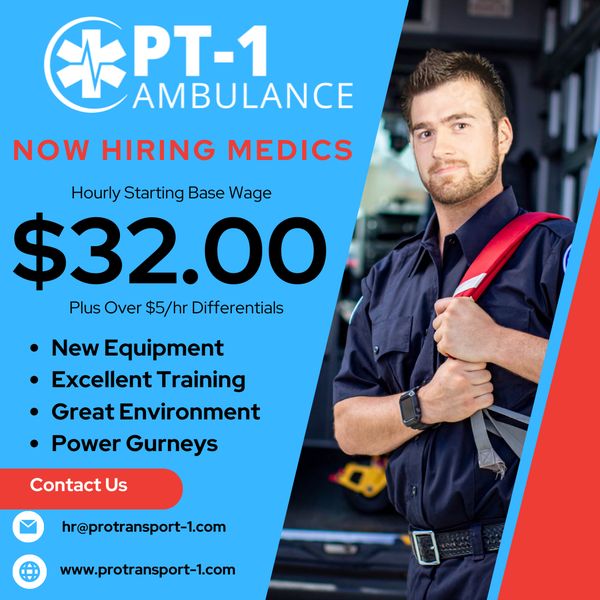 PT-1
AMBULANCE
NOW HIRING MEDICS
Hourly Starting Base Wage
$32.00
Plus Over $5/hr Differentials
• New Equipment
• Excellent Training
• Great Environment
• Power Gurneys
Contact Us
hr@protransport-1.com
www.protransport-1.com